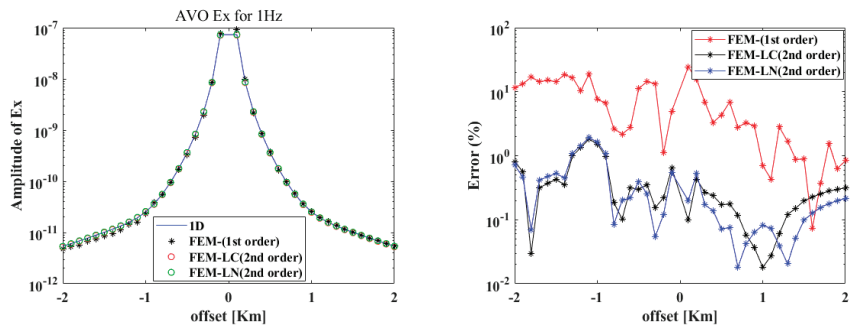 AVO Ex for 1Hz
Amplitude of Ex
10^-7
10^-8
10^-9
10^-10
10^-11
10^-12
1D
FEM-(1st order)
FEM-LC(2nd order)
FEM-LN(2nd order)
-2 -1 0 1 2
offset [Km]
Error (%)
10^2
10^1
10^0
10^-1
10^-2
FEM-(1st order)
FEM-LC(2nd order)
FEM-LN(2nd order)
-2 -1 0 1 2
offset [Km]